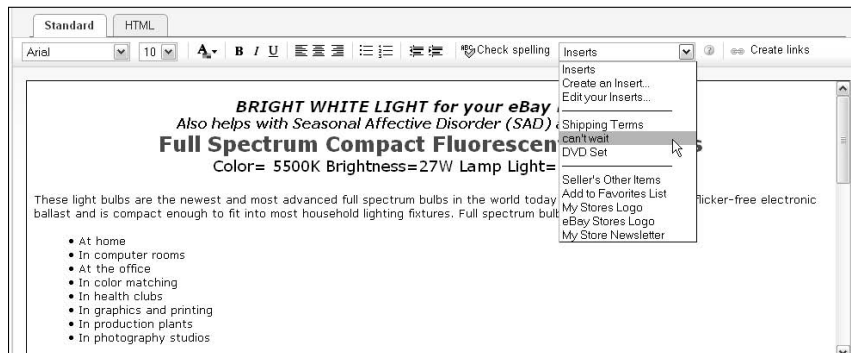 Standard HTML
Arial 10 A B I U Check spelling Inserts Create links
Inserts
Create an Insert...
Edit your Inserts...
Shipping Terms
can't wait
DVD Set
Seller's Other Items
Add to Favorites List
My Stores Logo
eBay Stores Logo
My Store Newsletter
BRIGHT WHITE LIGHT for your eBay
Also helps with Seasonal Affective Disorder (SAD)
Full Spectrum Compact Fluorescen s
Color= 5500K Brightness=27W Lamp Light=
These light bulbs are the newest and most advanced full spectrum bulbs in the world today flicker-free electronic
ballast and is compact enough to fit into most household lighting fixtures. Full spectrum bul
• At home
• In computer rooms
• At the office
• In color matching
• In health clubs
• In graphics and printing
• In production plants
• In photography studios